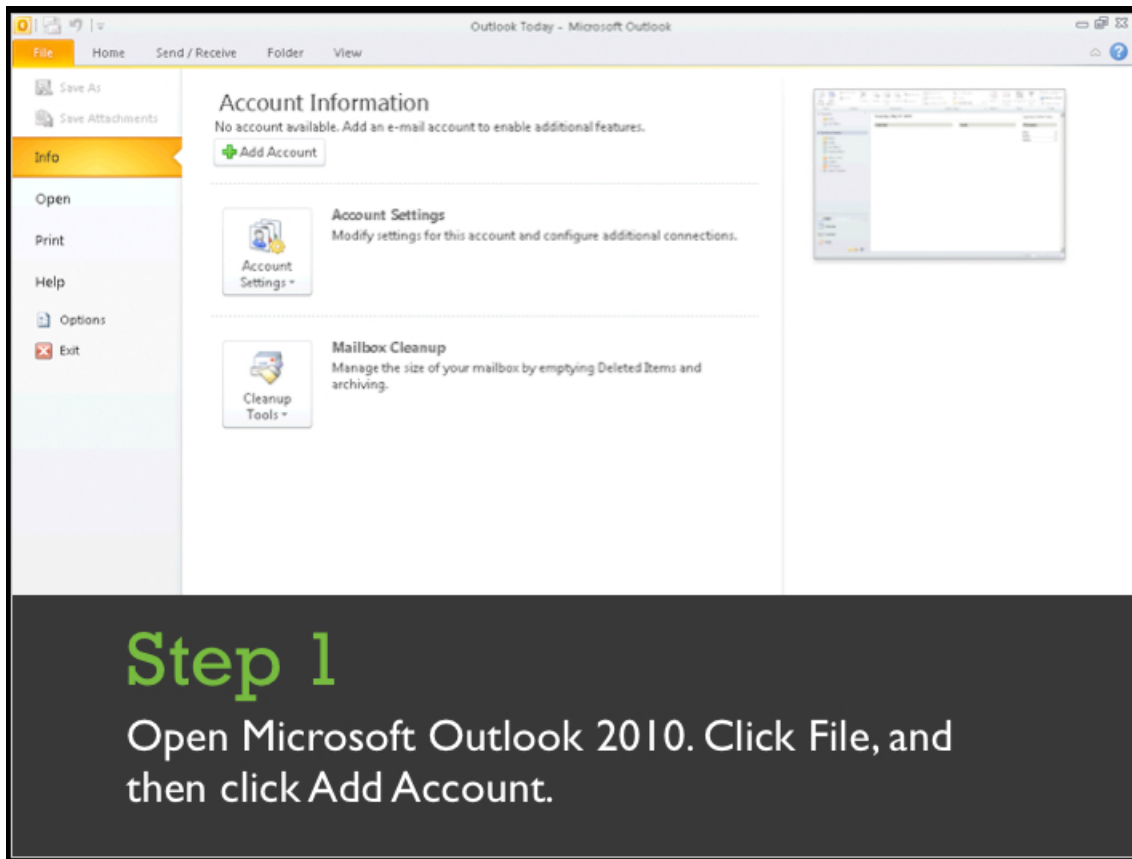 Outlook Today - Microsoft Outlook
File Home Send / Receive Folder View
Save As
Save Attachments
Info
Open
Print
Help
Options
Exit
Account Information
No account available. Add an e-mail account to enable additional features.
Add Account
Account Settings
Modify settings for this account and configure additional connections.
Account
Settings
Mailbox Cleanup
Manage the size of your mailbox by emptying Deleted Items and
archiving.
Cleanup
Tools
Step 1
Open Microsoft Outlook 2010. Click File, and
then click Add Account.